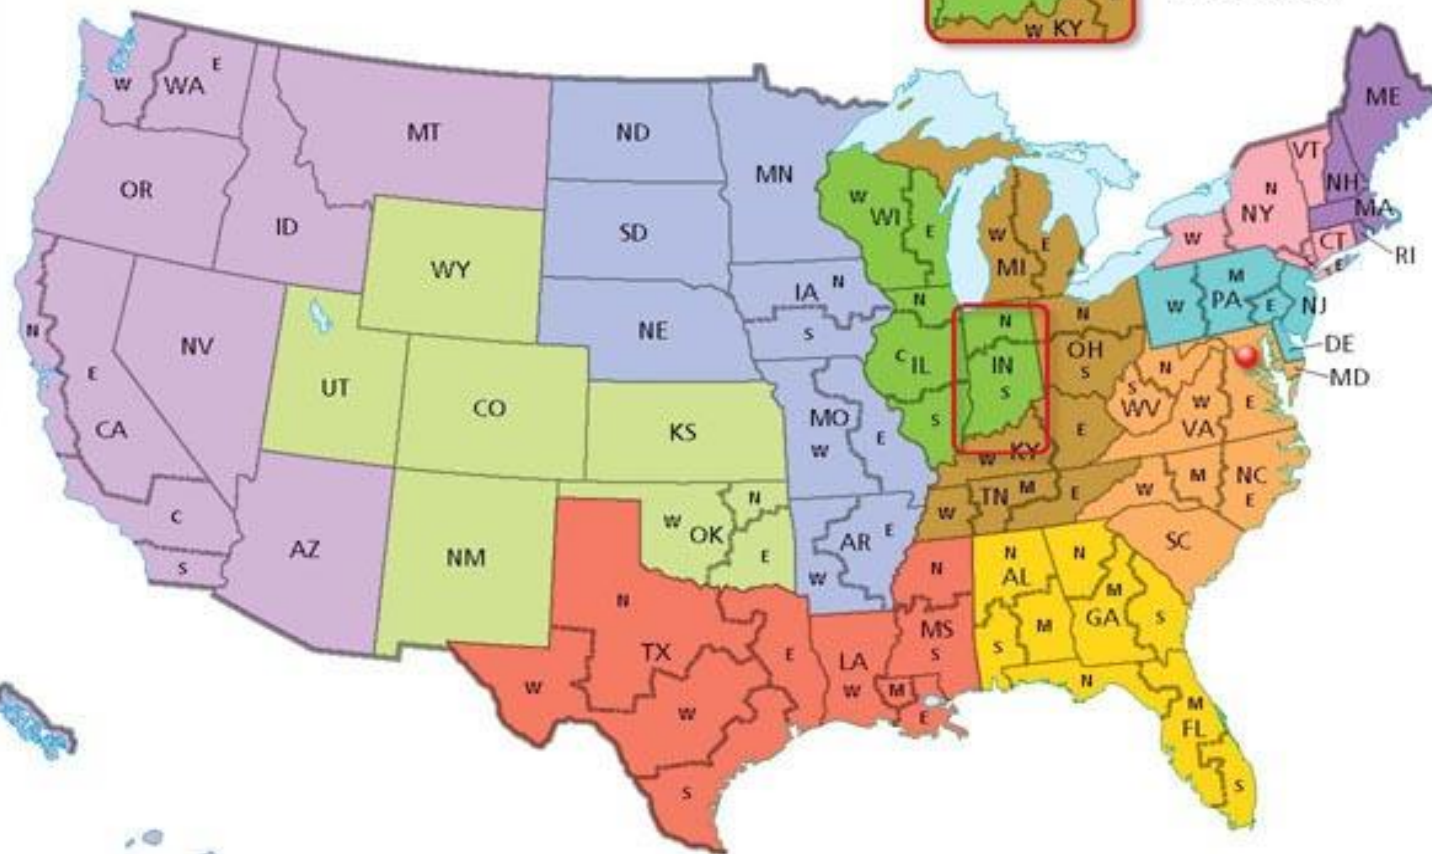 W KY
ME
E
W
WA
MT
ND
MN
VT
OR
NH
N
NY
MA
W
WI
E
W
CT
RI
E
ID
SD
W
E
MI
WY
IA
N
N
M
W
PA
E
NJ
N
N
NE
S
N
NV
C
IL
IN
S
OH
S
DE
MD
N
W
E
E
UT
CO
KS
MO
W
E
S
S
WV
W
VA
E
CA
W
KY
E
C
AZ
NM
W
OK
N
E
AR
E
W
W
TN
M
E
W
M
NC
E
SC
S
N
N
AL
N
M
GA
S
N
TX
MS
S
S
M
E
LA
W
M
E
N
W
W
M
FL
S
S